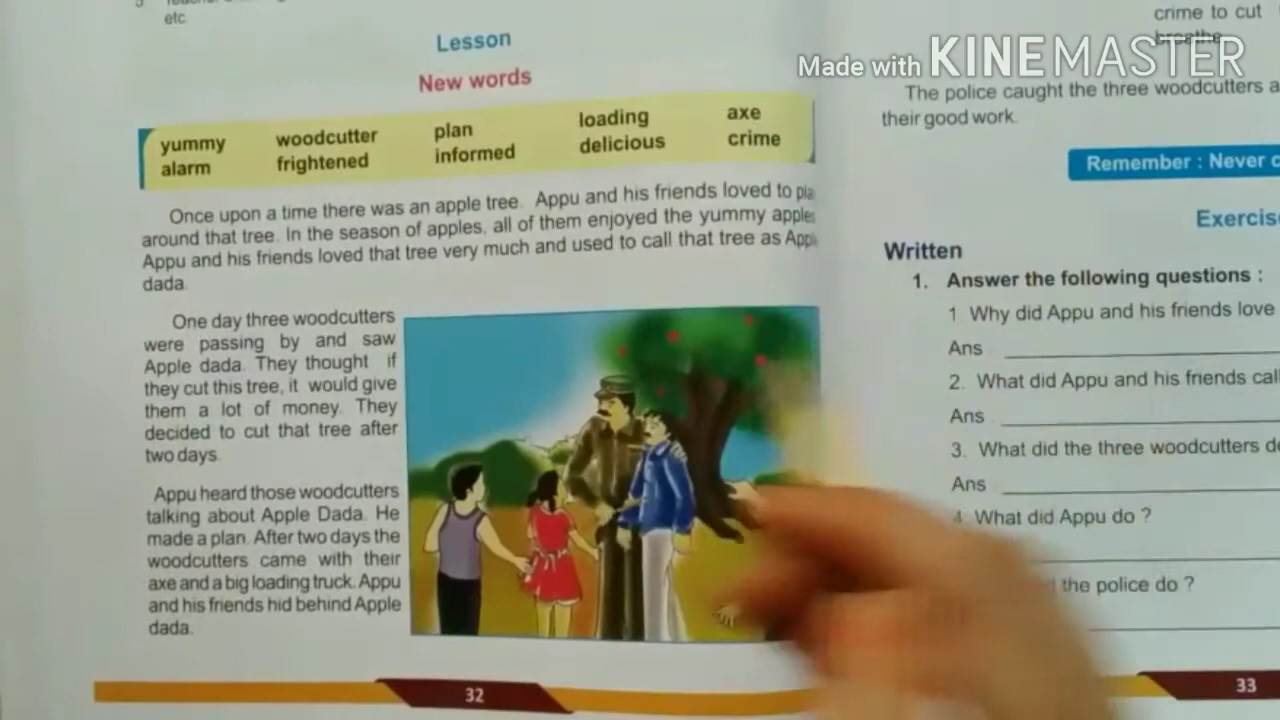 etc
Lesson
New words
yummy woodcutter plan loading axe
alarm frightened informed delicious crime
Once upon a time there was an apple tree. Appu and his friends loved to pla
around that tree. In the season of apples, all of them enjoyed the yummy apples
Appu and his friends loved that tree very much and used to call that tree as App
dada.
One day three woodcutters
were passing by and saw
Apple dada. They thought if
they cut this tree, it would give
them a lot of money. They
decided to cut that tree after
two days.
Appu heard those woodcutters
talking about Apple Dada. He
made a plan. After two days the
woodcutters came with their
axe and a big loading truck. Appu
and his friends hid behind Apple
dada.
32
crime to cut
breathe
Made with KINEMASTER
The police caught the three woodcutters a
their good work.
Remember : Never c
Exercis
Written
1. Answer the following questions :
1 Why did Appu and his friends love
Ans
2. What did Appu and his friends call
Ans
3. What did the three woodcutters d
Ans
4. What did Appu do ?
the police do ?
33